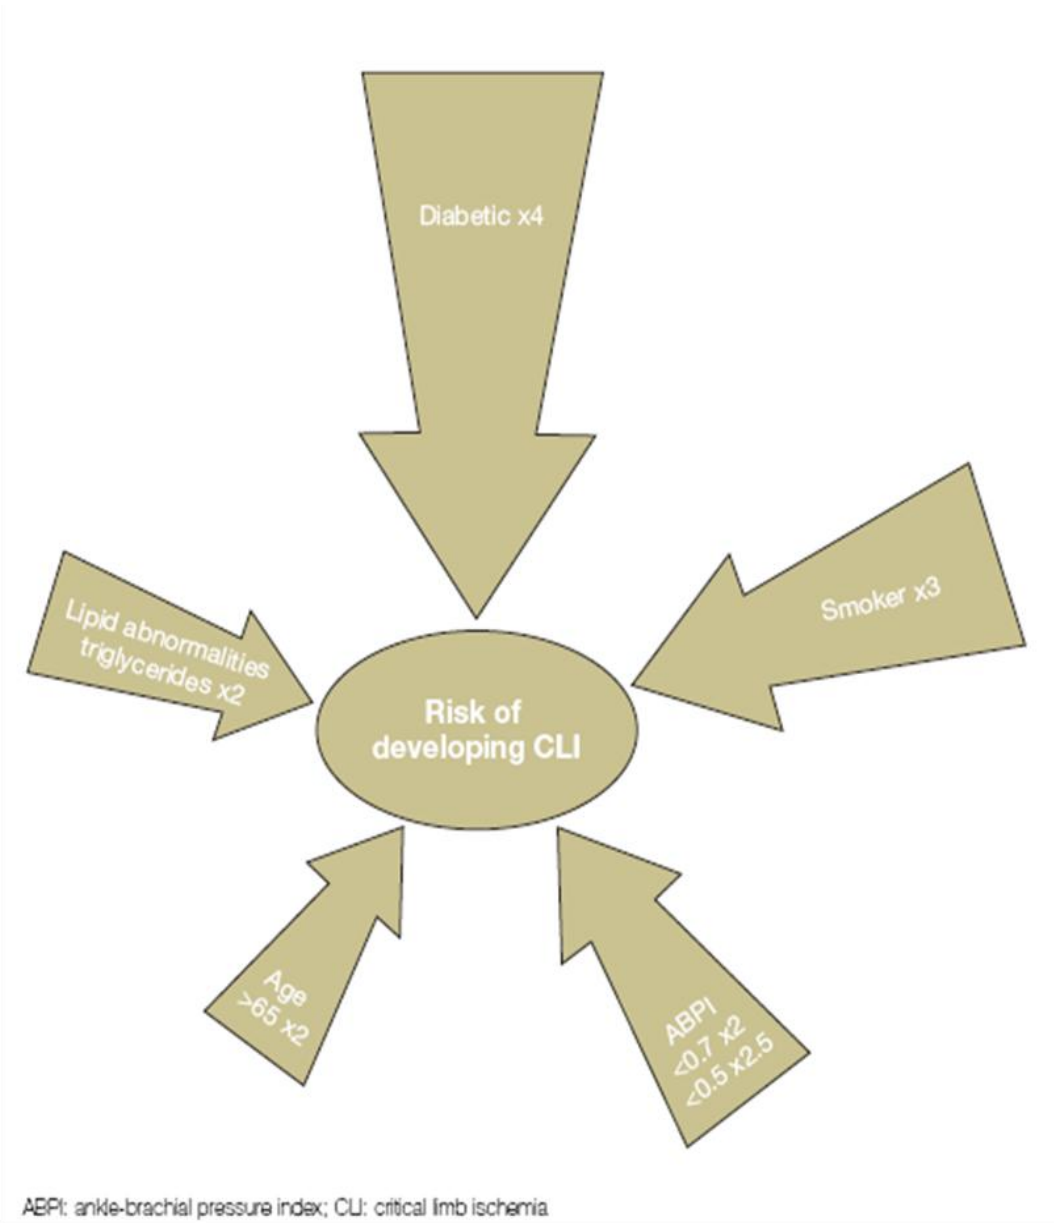 Diabetic x4
Smoker x3
Lipid abnormalities
triglycerides x2
Risk of
developing CLI
Age
>65 x2
ABPI
<0.7 x2
<0.5 x2.5
ABPI: ankle-brachial pressure index; CLI: critical limb ischemia